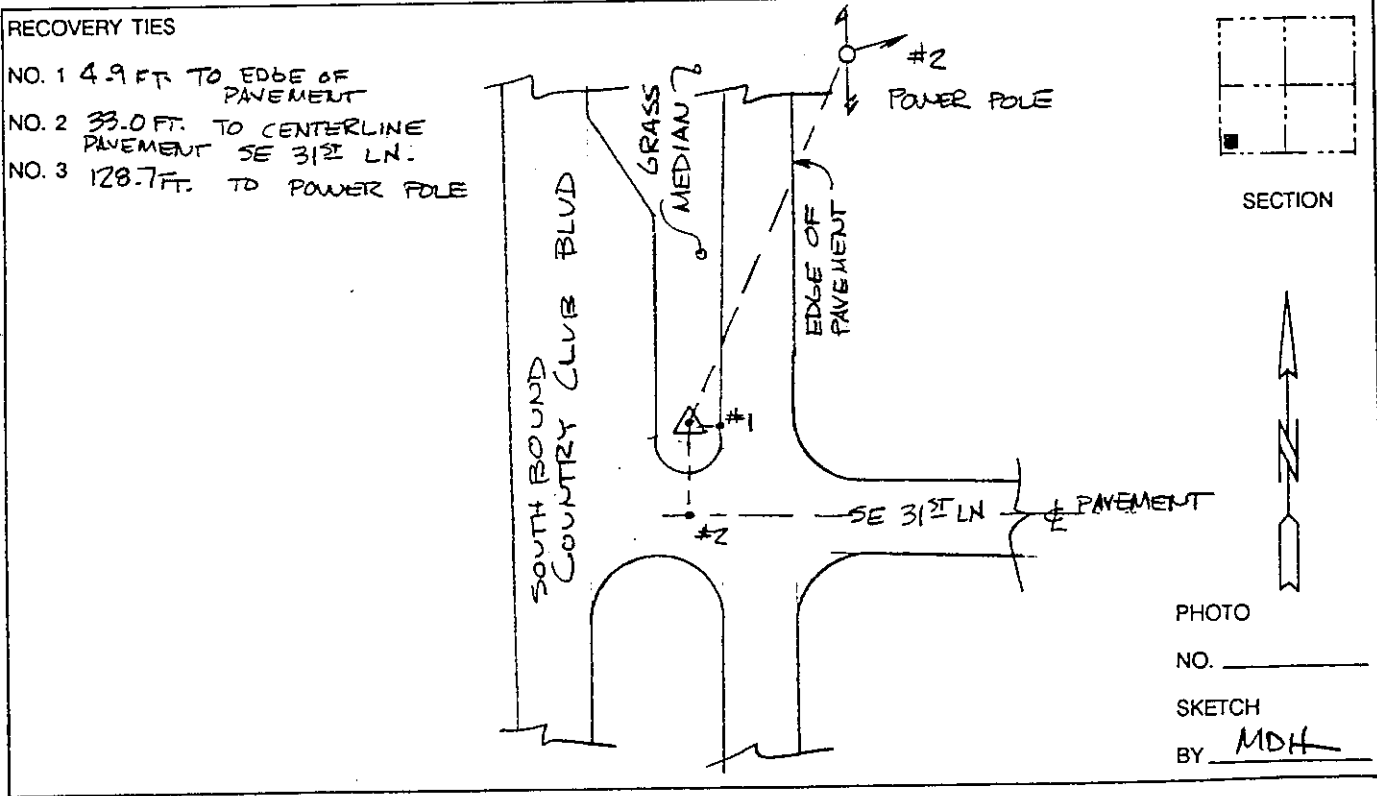 RECOVERY TIES
NO. 1 4.9 FT. TO EDGE OF
PAVEMENT
NO. 2 33.0 FT. TO CENTERLINE
PAVEMENT SE 31ST LN.
NO. 3 128.7 FT. TO POWER POLE
GRASS
MEDIAN
#2
POWER POLE
EDGE OF
PAVEMENT
SOUTH BOUND
COUNTRY CLUB BLVD
#1
#2
SE 31ST LN
℄ PAVEMENT
SECTION
N
PHOTO
NO.
SKETCH
BY MDH